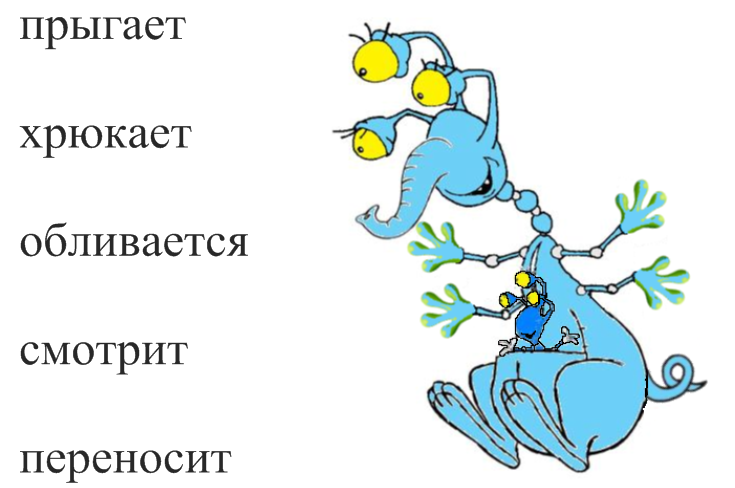 прыгает
хрюкает
обливается
смотрит
переносит